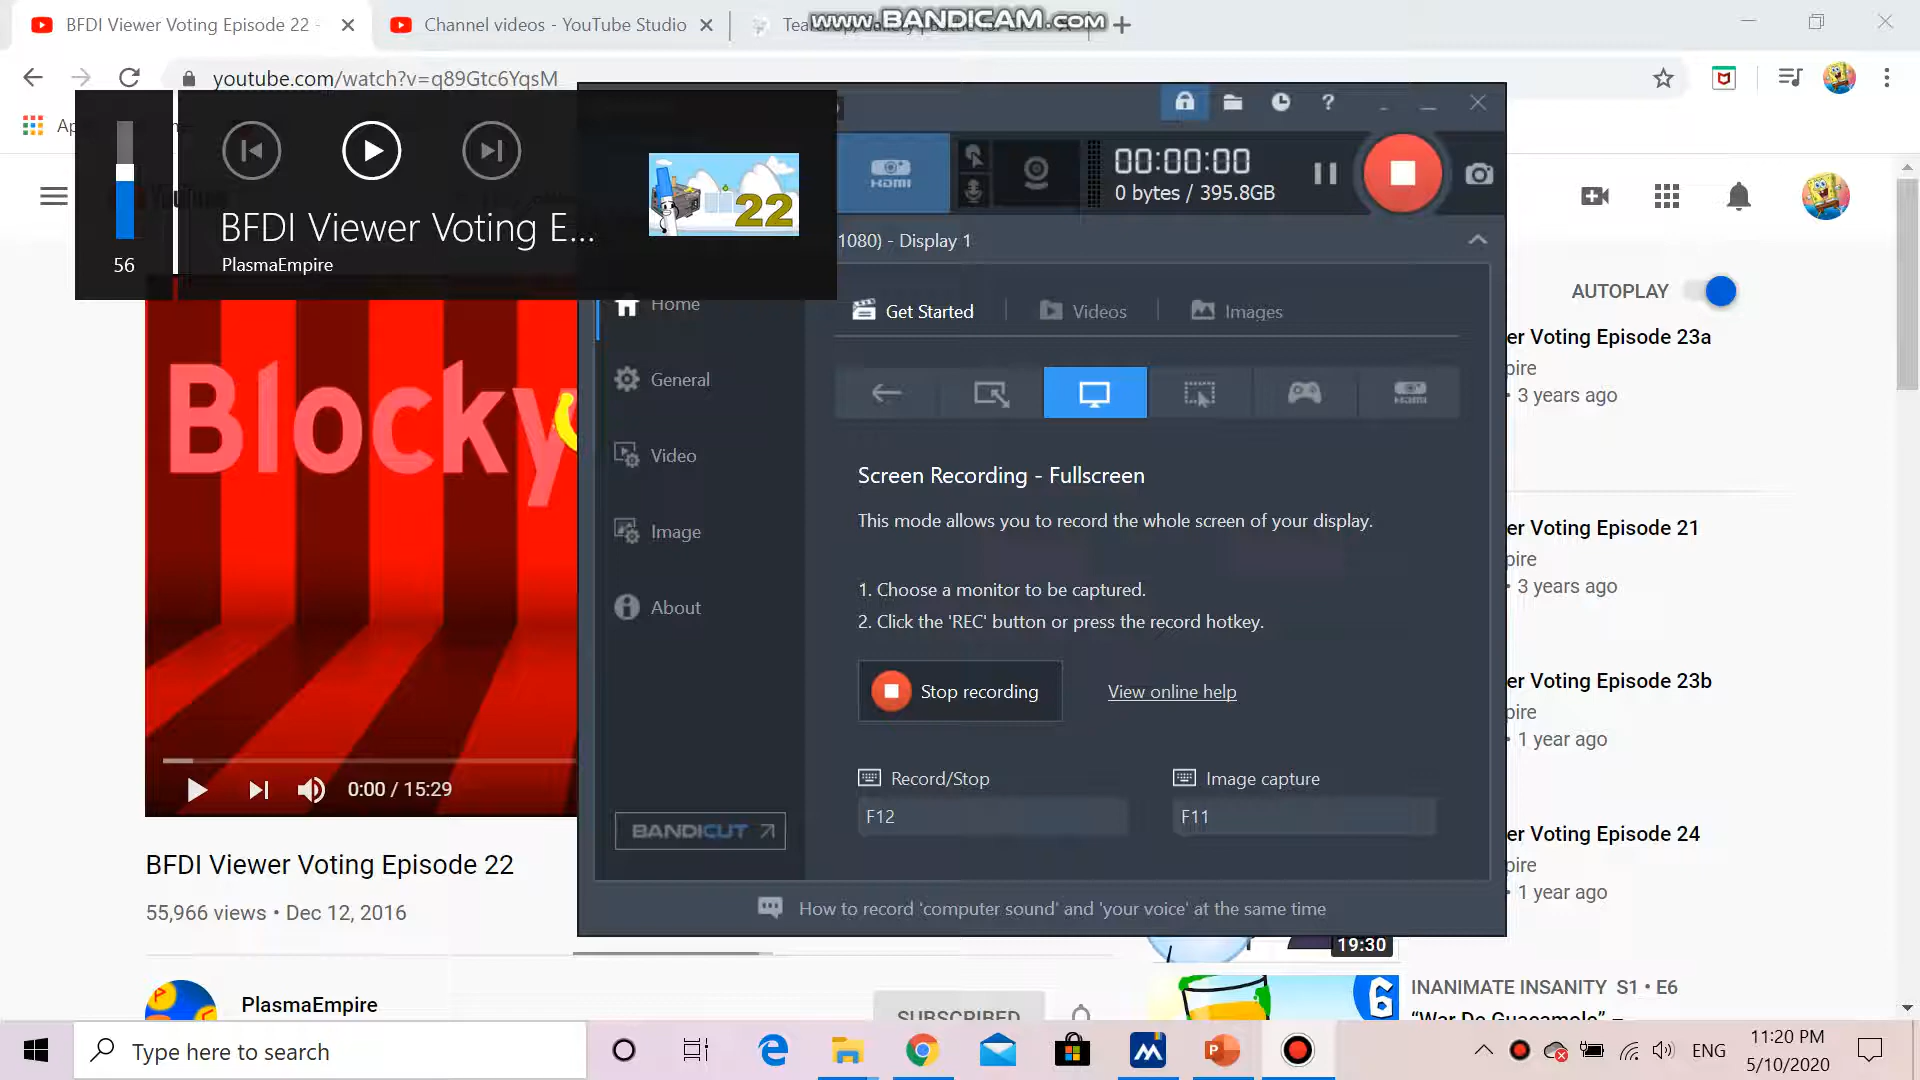 BFDI Viewer Voting Episode 22 -
Channel videos - YouTube Studio
www.BANDICAM.com
youtube.com/watch?v=q89Gtc6YqsM
56
BFDI Viewer Voting E...
PlasmaEmpire
22
00:00:00
0 bytes / 395.8GB
HDMI
1080) - Display 1
Home
General
Video
Image
About
BANDICUT
Get Started
Videos
Images
HDMI
Screen Recording - Fullscreen
This mode allows you to record the whole screen of your display.
1. Choose a monitor to be captured.
2. Click the 'REC' button or press the record hotkey.
Stop recording
View online help
Record/Stop
F12
Image capture
F11
How to record 'computer sound' and 'your voice' at the same time
Blocky
0:00 / 15:29
BFDI Viewer Voting Episode 22
55,966 views • Dec 12, 2016
PlasmaEmpire
SUBSCRIBED
AUTOPLAY
er Voting Episode 23a
pire
• 3 years ago
er Voting Episode 21
pire
• 3 years ago
er Voting Episode 23b
pire
• 1 year ago
er Voting Episode 24
pire
• 1 year ago
19:30
6
INANIMATE INSANITY S1 • E6
"War De Guacamole" –
Type here to search
ENG
11:20 PM
5/10/2020